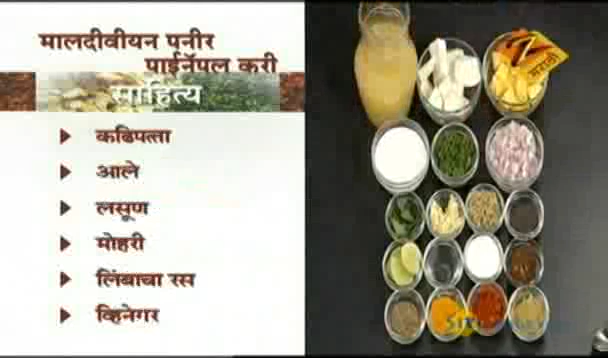 मालदीवीयन पनीर
पाईनॅपल करी
साहित्य
कढिपत्ता
आले
लसूण
मोहरी
लिंबाचा रस
व्हिनेगर
मराठी